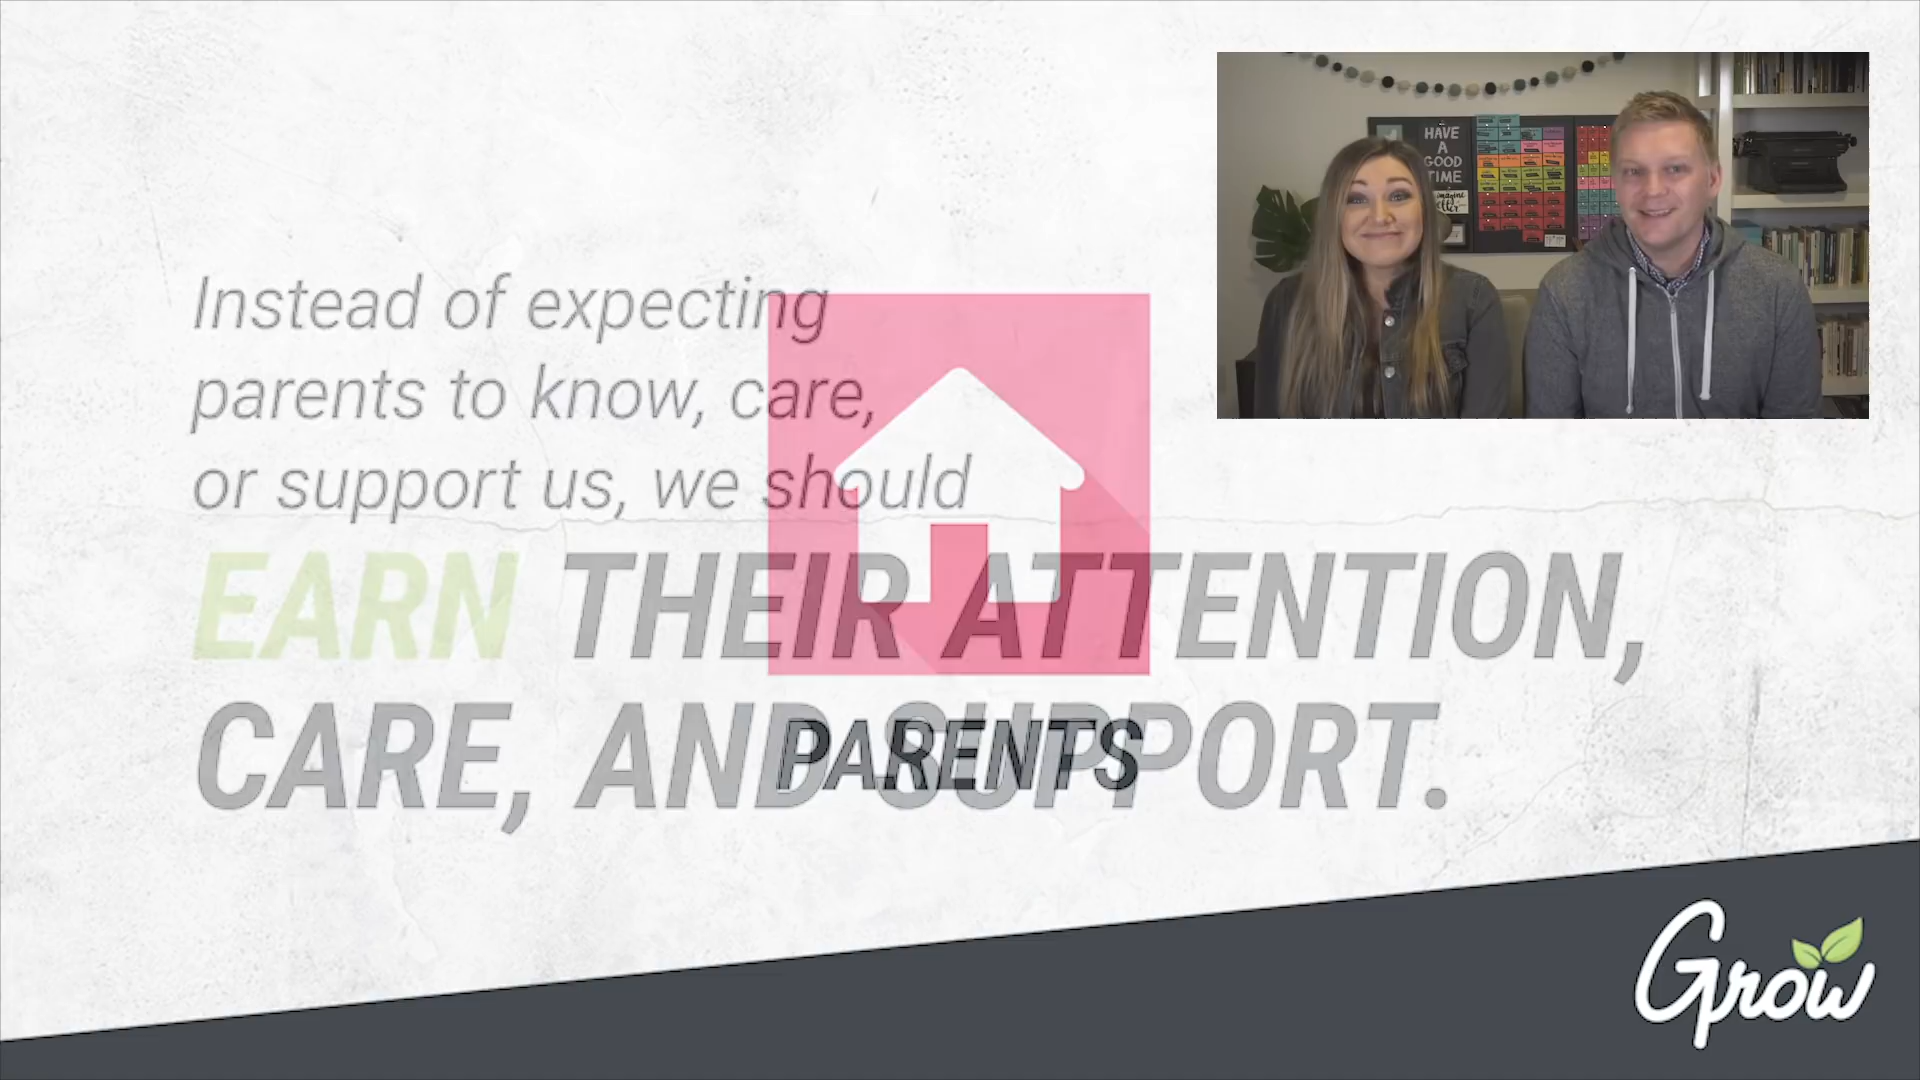 HAVE
A
GOOD
TIME
imagine
Instead of expecting
parents to know, care,
or support us, we should
EARN THEIR ATTENTION,
CARE, AND SUPPORT.
PARENTS
Grow